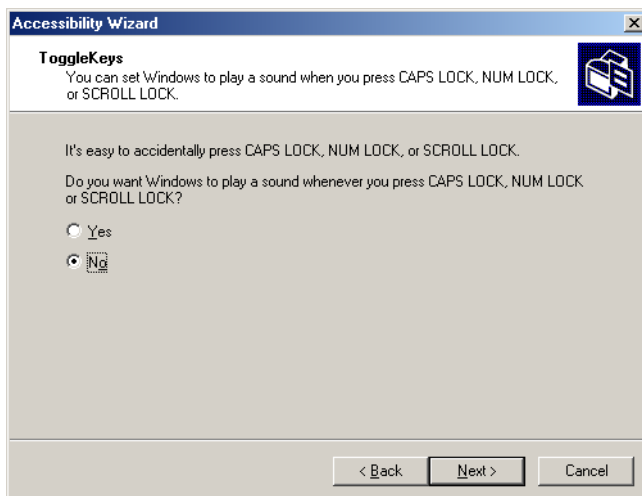 Accessibility Wizard
ToggleKeys
You can set Windows to play a sound when you press CAPS LOCK, NUM LOCK,
or SCROLL LOCK.
It's easy to accidentally press CAPS LOCK, NUM LOCK, or SCROLL LOCK.
Do you want Windows to play a sound whenever you press CAPS LOCK, NUM LOCK
or SCROLL LOCK?
Yes
No
< Back Next > Cancel